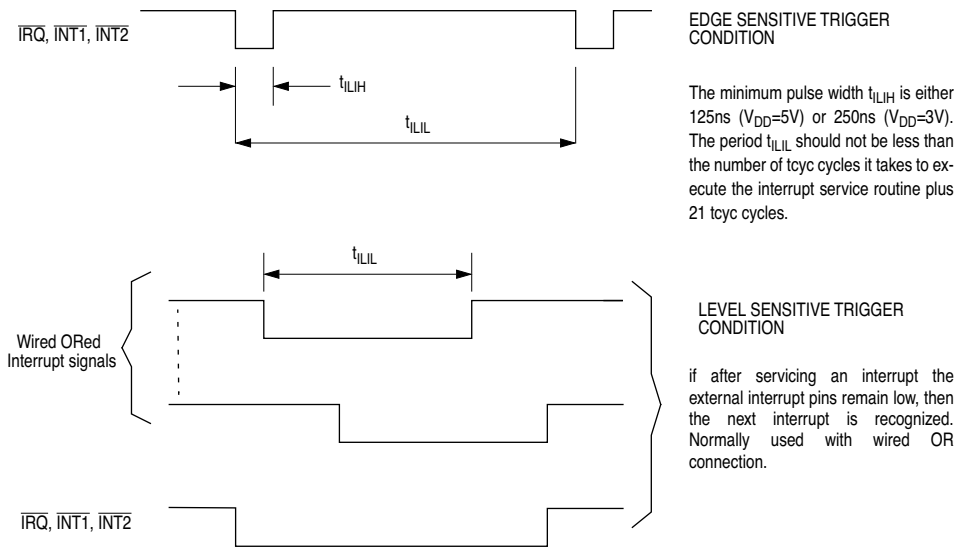 IRQ, INT1, INT2
tILIH
tILIL
EDGE SENSITIVE TRIGGER
CONDITION
The minimum pulse width tILIH is either
125ns (VDD=5V) or 250ns (VDD=3V).
The period tILIL should not be less than
the number of tcyc cycles it takes to ex-
ecute the interrupt service routine plus
21 tcyc cycles.
tILIL
Wired ORed
Interrupt signals
LEVEL SENSITIVE TRIGGER
CONDITION
if after servicing an interrupt the
external interrupt pins remain low, then
the next interrupt is recognized.
Normally used with wired OR
connection.
IRQ, INT1, INT2